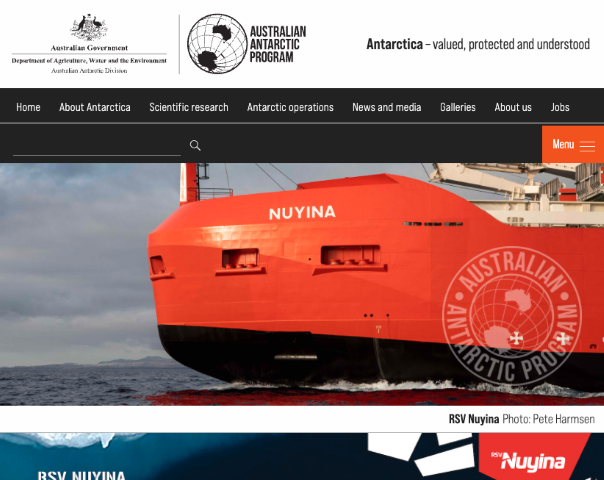 Australian Government
Department of Agriculture, Water and the Environment
Australian Antarctic Division
AUSTRALIAN
ANTARCTIC
PROGRAM
Antarctica – valued, protected and understood
Home About Antarctica Scientific research Antarctic operations News and media Galleries About us Jobs
Menu
NUYINA
AUSTRALIAN
ANTARCTIC PROGRAM
RSV Nuyina Photo: Pete Harmsen
RSV Nuyina
RSV NUYINA